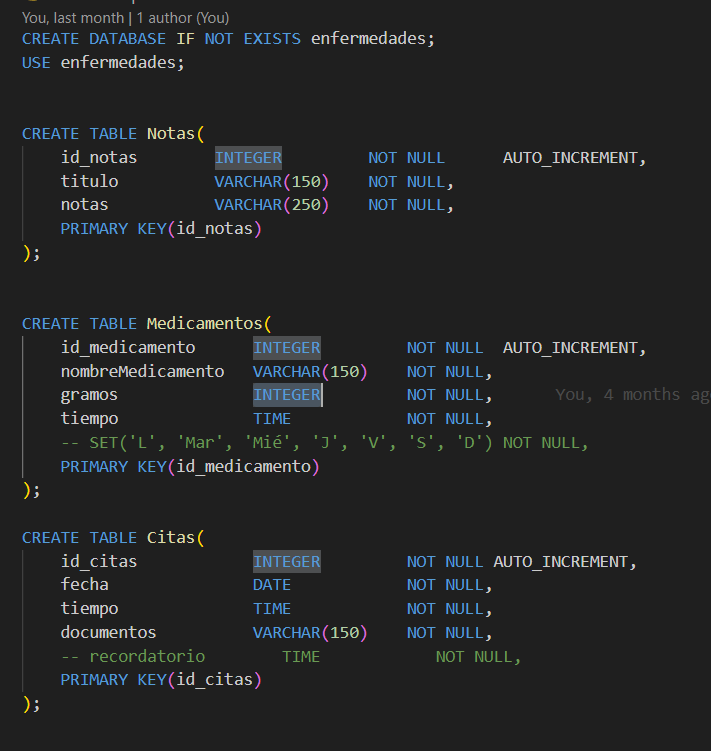 You, last month | 1 author (You)
CREATE DATABASE IF NOT EXISTS enfermedades;
USE enfermedades;
CREATE TABLE Notas(
id_notas INTEGER NOT NULL AUTO_INCREMENT,
titulo VARCHAR(150) NOT NULL,
notas VARCHAR(250) NOT NULL,
PRIMARY KEY(id_notas)
);
CREATE TABLE Medicamentos(
id_medicamento INTEGER NOT NULL AUTO_INCREMENT,
nombreMedicamento VARCHAR(150) NOT NULL,
gramos INTEGER NOT NULL, You, 4 months ag
tiempo TIME NOT NULL,
-- SET('L', 'Mar', 'Mié', 'J', 'V', 'S', 'D') NOT NULL,
PRIMARY KEY(id_medicamento)
);
CREATE TABLE Citas(
id_citas INTEGER NOT NULL AUTO_INCREMENT,
fecha DATE NOT NULL,
tiempo TIME NOT NULL,
documentos VARCHAR(150) NOT NULL,
-- recordatorio TIME NOT NULL,
PRIMARY KEY(id_citas)
);